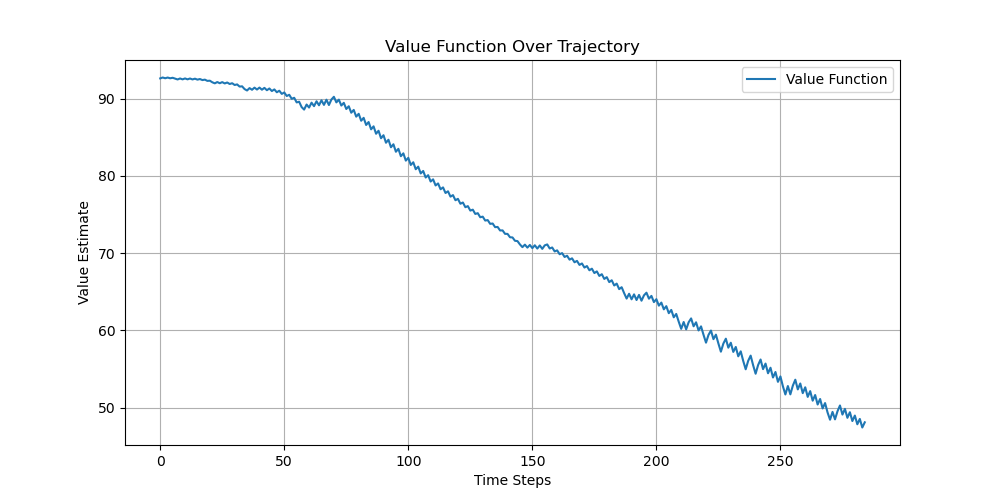 Value Function Over Trajectory
Value Function
Value Estimate
90
80
70
60
50
0 50 100 150 200 250
Time Steps